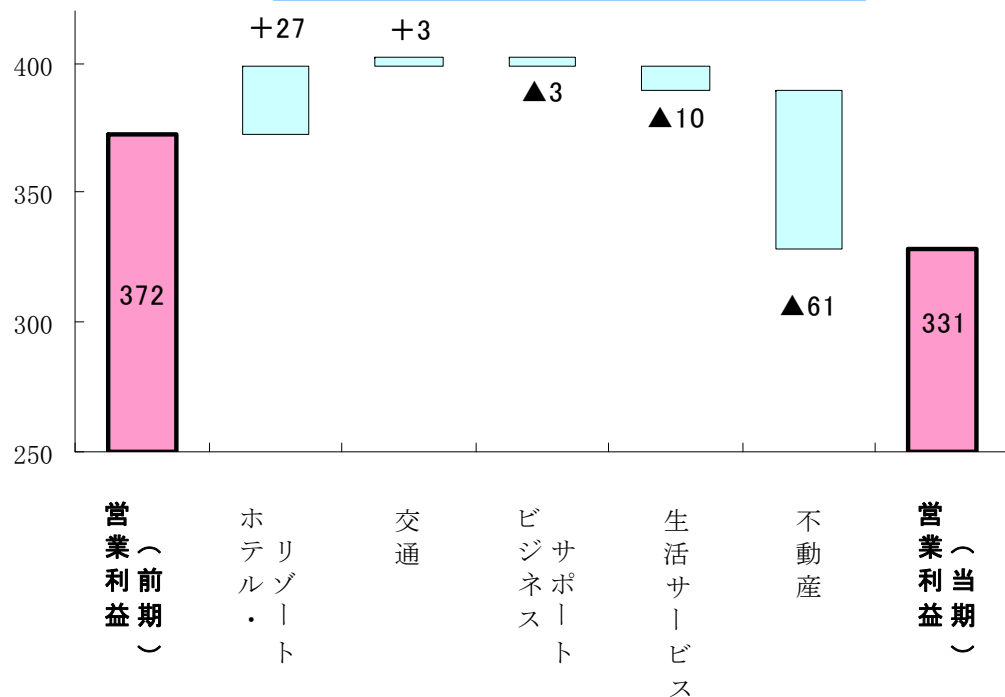 400
350
300
250
+27
+3
▲3
▲10
▲61
372
331
営業利益
（前期）
ホテル・
リゾート
交通
ビジネス
サポート
生活サービス
不動産
営業利益
（当期）